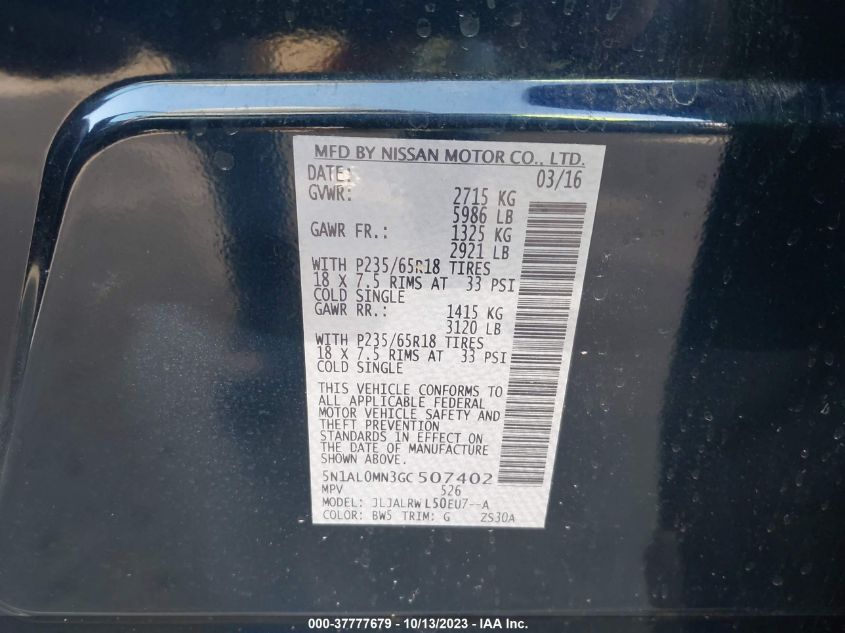 MFD BY NISSAN MOTOR CO., LTD.
DATE: 03/16
GVWR: 2715 KG
5986 LB
GAWR FR.: 1325 KG
2921 LB
WITH P235/65R18 TIRES
18 X 7.5 RIMS AT 33 PSI
COLD SINGLE
GAWR RR.: 1415 KG
3120 LB
WITH P235/65R18 TIRES
18 X 7.5 RIMS AT 33 PSI
COLD SINGLE
THIS VEHICLE CONFORMS TO
ALL APPLICABLE FEDERAL
MOTOR VEHICLE SAFETY AND
THEFT PREVENTION
STANDARDS IN EFFECT ON
THE DATE OF MANUFACTURE
SHOWN ABOVE.
5N1AL0MN3GC507402
MPV 526
MODEL: JLJALRWL50EU7--A
COLOR: BW5 TRIM: G ZS30A
000-37777679 - 10/13/2023 - IAA Inc.